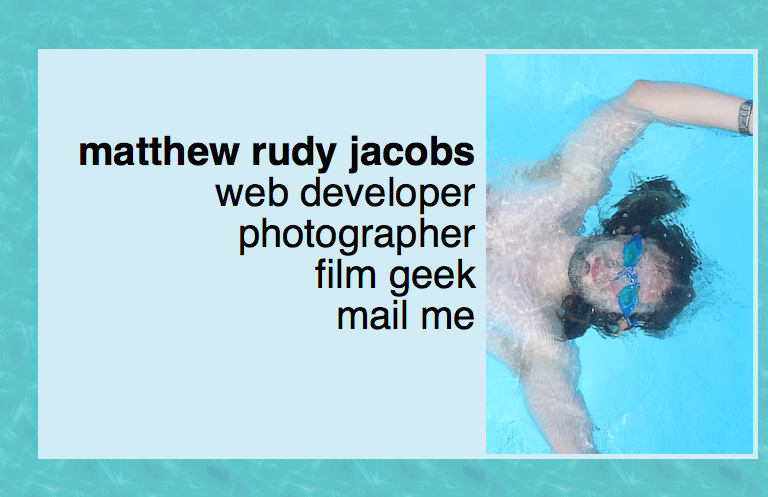 matthew rudy jacobs
web developer
photographer
film geek
mail me